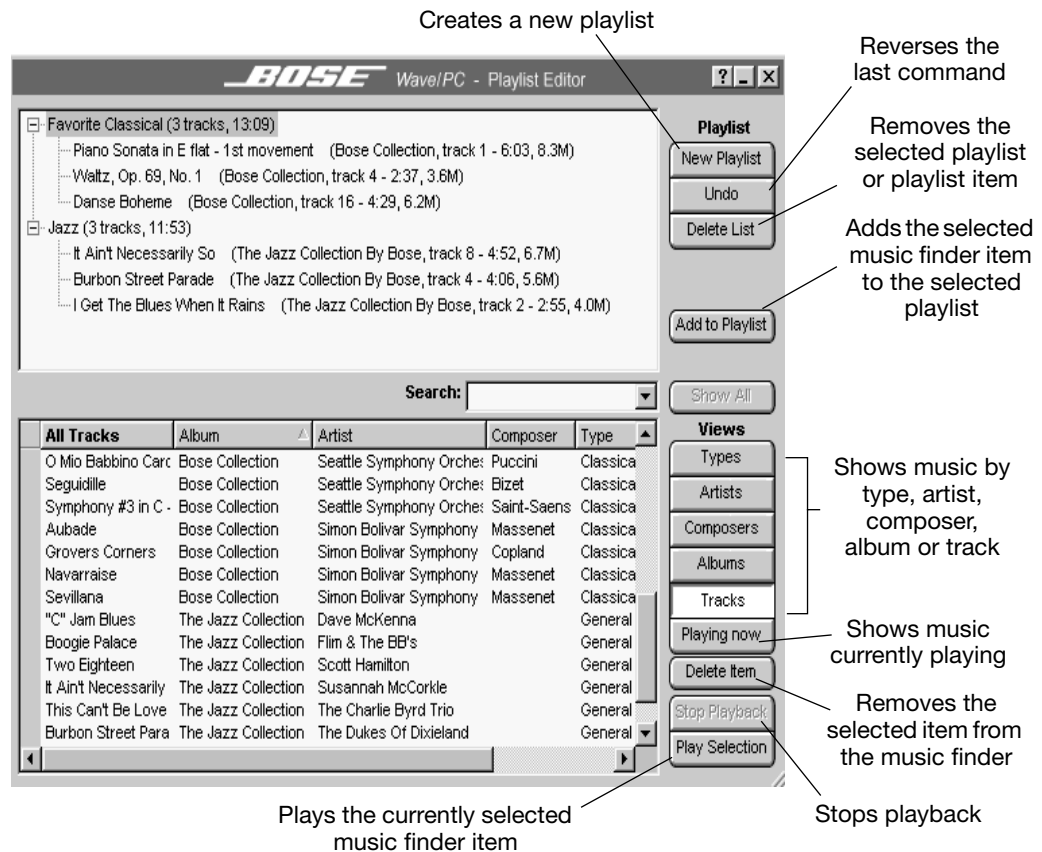 Creates a new playlist
Reverses the
last command
BOSE Wave/PC - Playlist Editor
? _ X
Favorite Classical (3 tracks, 13:09)
Piano Sonata in E flat - 1st movement (Bose Collection, track 1 - 6:03, 8.3M)
Waltz, Op. 69, No. 1 (Bose Collection, track 4 - 2:37, 3.6M)
Danse Boheme (Bose Collection, track 16 - 4:29, 6.2M)
Jazz (3 tracks, 11:53)
It Ain't Necessarily So (The Jazz Collection By Bose, track 8 - 4:52, 6.7M)
Burbon Street Parade (The Jazz Collection By Bose, track 4 - 4:06, 5.6M)
I Get The Blues When It Rains (The Jazz Collection By Bose, track 2 - 2:55, 4.0M)
Playlist
New Playlist
Undo
Delete List
Add to Playlist
Removes the
selected playlist
or playlist item
Adds the selected
music finder item
to the selected
playlist
Search:
Show All
All Tracks Album Artist Composer Type
O Mio Babbino Carc Bose Collection Seattle Symphony Orche: Puccini Classica
Seguidille Bose Collection Seattle Symphony Orche: Bizet Classica
Symphony #3 in C - Bose Collection Seattle Symphony Orche: Saint-Saens Classica
Aubade Bose Collection Simon Bolivar Symphony Massenet Classica
Grovers Corners Bose Collection Simon Bolivar Symphony Copland Classica
Navarraise Bose Collection Simon Bolivar Symphony Massenet Classica
Sevillana Bose Collection Simon Bolivar Symphony Massenet Classica
"C" Jam Blues The Jazz Collection Dave McKenna General
Boogie Palace The Jazz Collection Flim & The BB's General
Two Eighteen The Jazz Collection Scott Hamilton General
It Ain't Necessarily The Jazz Collection Susannah McCorkle General
This Can't Be Love The Jazz Collection The Charlie Byrd Trio General
Burbon Street Para The Jazz Collection The Dukes Of Dixieland General
Views
Types
Artists
Composers
Albums
Tracks
Playing now
Delete Item
Stop Playback
Play Selection
Shows music by
type, artist,
composer,
album or track
Shows music
currently playing
Removes the
selected item from
the music finder
Stops playback
Plays the currently selected
music finder item